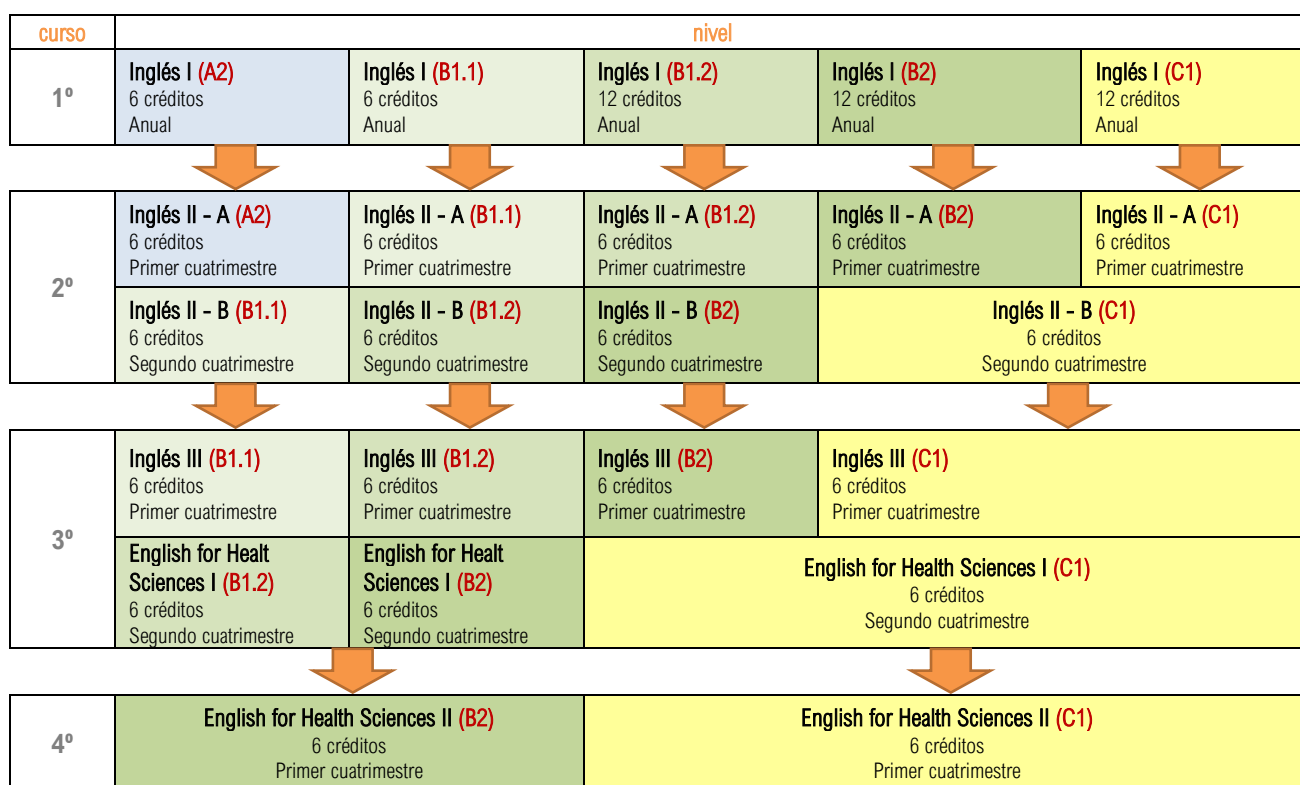 curso
nivel
1º
Inglés I (A2)
6 créditos
Anual
Inglés I (B1.1)
6 créditos
Anual
Inglés I (B1.2)
12 créditos
Anual
Inglés I (B2)
12 créditos
Anual
Inglés I (C1)
12 créditos
Anual
2º
Inglés II - A (A2)
6 créditos
Primer cuatrimestre
Inglés II - A (B1.1)
6 créditos
Primer cuatrimestre
Inglés II - A (B1.2)
6 créditos
Primer cuatrimestre
Inglés II - A (B2)
6 créditos
Primer cuatrimestre
Inglés II - A (C1)
6 créditos
Primer cuatrimestre
Inglés II - B (B1.1)
6 créditos
Segundo cuatrimestre
Inglés II - B (B1.2)
6 créditos
Segundo cuatrimestre
Inglés II - B (B2)
6 créditos
Segundo cuatrimestre
Inglés II - B (C1)
6 créditos
Segundo cuatrimestre
3º
Inglés III (B1.1)
6 créditos
Primer cuatrimestre
Inglés III (B1.2)
6 créditos
Primer cuatrimestre
Inglés III (B2)
6 créditos
Primer cuatrimestre
Inglés III (C1)
6 créditos
Primer cuatrimestre
English for Healt
Sciences I (B1.2)
6 créditos
Segundo cuatrimestre
English for Healt
Sciences I (B2)
6 créditos
Segundo cuatrimestre
English for Health Sciences I (C1)
6 créditos
Segundo cuatrimestre
4º
English for Health Sciences II (B2)
6 créditos
Primer cuatrimestre
English for Health Sciences II (C1)
6 créditos
Primer cuatrimestre